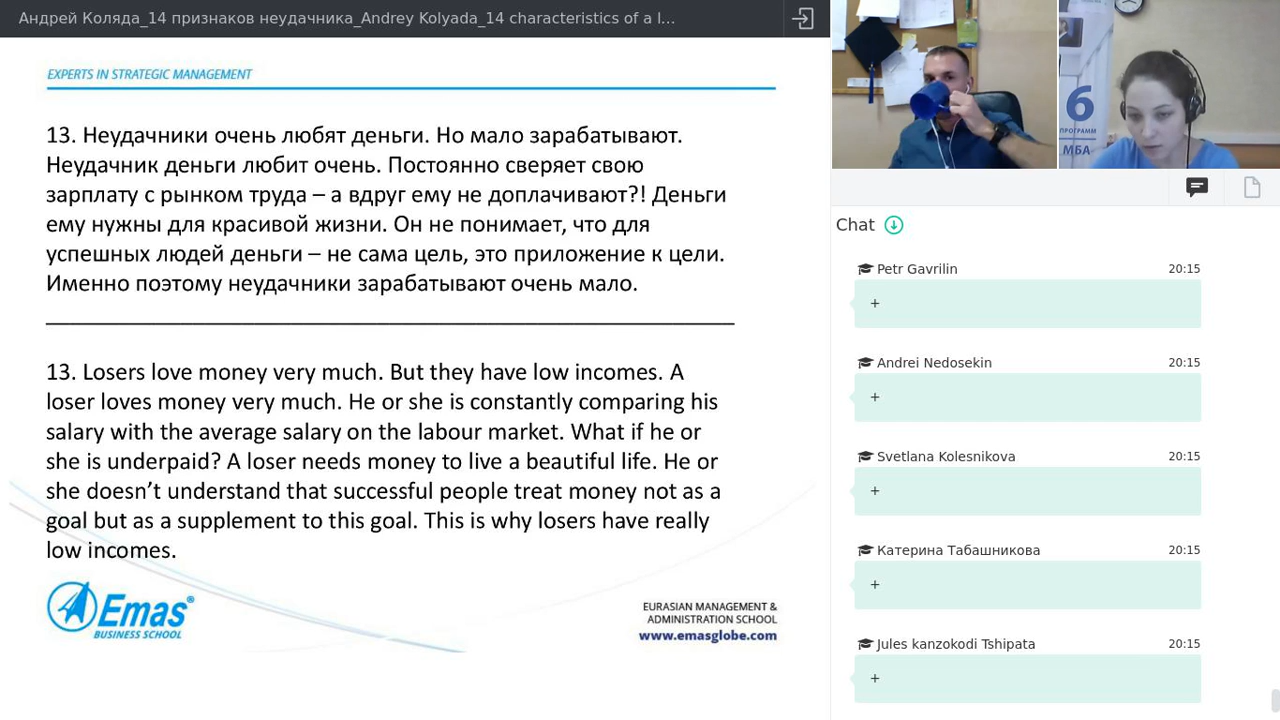 Андрей Коляда_14 признаков неудачника_Andrey Kolyada_14 characteristics of a l...
EXPERTS IN STRATEGIC MANAGEMENT
13. Неудачники очень любят деньги. Но мало зарабатывают.
Неудачник деньги любит очень. Постоянно сверяет свою
зарплату с рынком труда – а вдруг ему не доплачивают?! Деньги
ему нужны для красивой жизни. Он не понимает, что для
успешных людей деньги – не сама цель, это приложение к цели.
Именно поэтому неудачники зарабатывают очень мало.
13. Losers love money very much. But they have low incomes. A
loser loves money very much. He or she is constantly comparing his
salary with the average salary on the labour market. What if he or
she is underpaid? A loser needs money to live a beautiful life. He or
she doesn’t understand that successful people treat money not as a
goal but as a supplement to this goal. This is why losers have really
low incomes.
Emas®
BUSINESS SCHOOL
EURASIAN MANAGEMENT &
ADMINISTRATION SCHOOL
www.emasglobe.com
6
ПРОГРАММ
МБА
Chat
Petr Gavrilin 20:15
+
Andrei Nedosekin 20:15
+
Svetlana Kolesnikova 20:15
+
Катерина Табашникова 20:15
+
Jules kanzokodi Tshipata 20:15
+